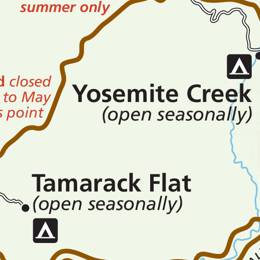 summer only
closed
to May
point
Yosemite Creek
(open seasonally)
Tamarack Flat
(open seasonally)